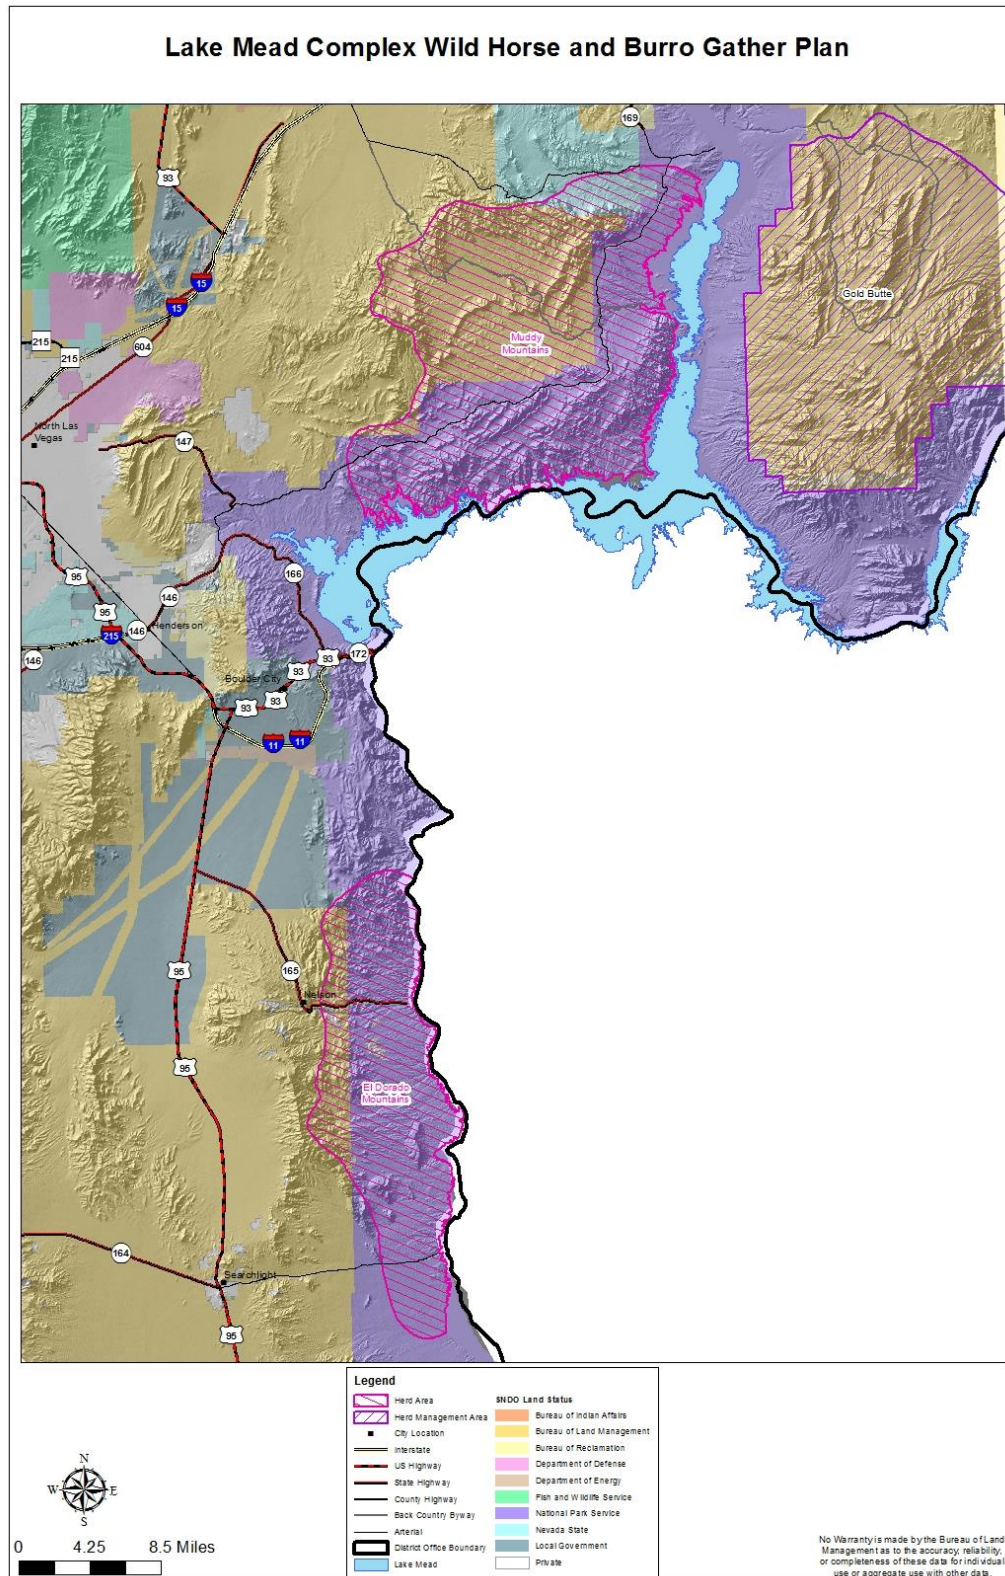 Lake Mead Complex Wild Horse and Burro Gather Plan
169
93
15
15
Gold Butte
215
215
604
Muddy
Mountains
North Las
Vegas
147
95
166
146
95
Henderson
146
215
146
172
93
93
Boulder City
93
93
11
11
95
165
Nelson
95
El Dorado
Mountains
164
Searchlight
95
Legend
Herd Area
Herd Management Area
City Location
Interstate
US Highway
State Highway
County Highway
Back Country Byway
Arterial
District Office Boundary
Lake Mead
SNDO Land Status
Bureau of Indian Affairs
Bureau of Land Management
Bureau of Reclamation
Department of Defense
Department of Energy
Fish and Wildlife Service
National Park Service
Nevada State
Local Government
Private
N
W E
S
0 4.25 8.5 Miles
No Warranty is made by the Bureau of Land
Management as to the accuracy, reliability,
or completeness of these data for individual
use or aggregate use with other data.